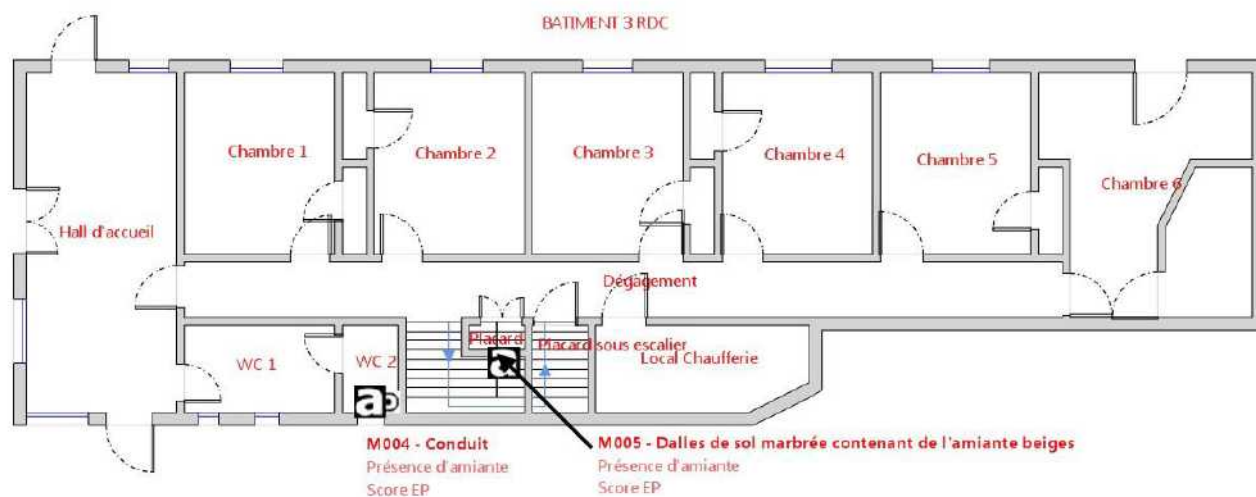 BATIMENT 3 RDC
Chambre 1
Chambre 2
Chambre 3
Chambre 4
Chambre 5
Chambre 6
Hall d'accueil
Dégagement
Placard
Placard sous escalier
WC 1
WC 2
Local Chaufferie
a
a
M004 - Conduit
Présence d'amiante
Score EP
M005 - Dalles de sol marbrée contenant de l'amiante beiges
Présence d'amiante
Score EP